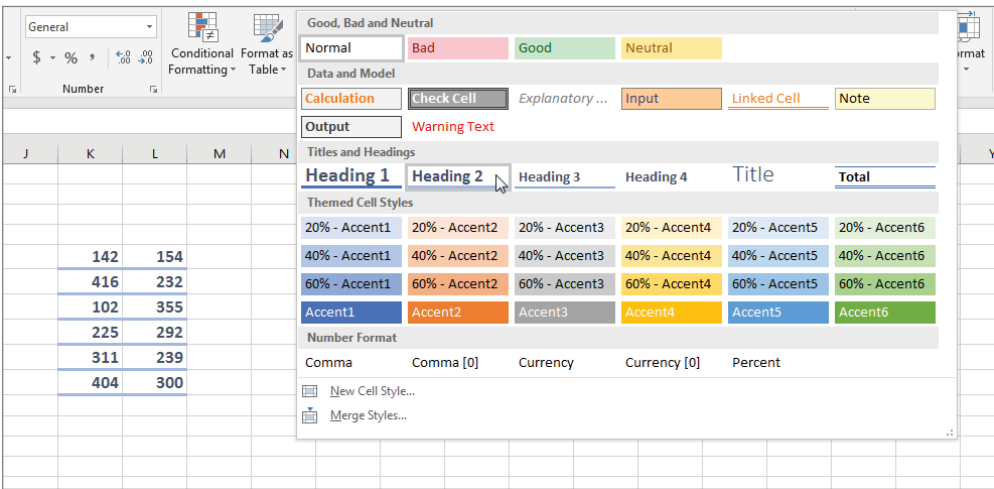 General
$ % , .0 .00 .00 .0
Number
Conditional Formatting
Format as Table
rmat
J K L M N Y
142 154
416 232
102 355
225 292
311 239
404 300
Good, Bad and Neutral
Normal Bad Good Neutral
Data and Model
Calculation Check Cell Explanatory ... Input Linked Cell Note
Output Warning Text
Titles and Headings
Heading 1 Heading 2 Heading 3 Heading 4 Title Total
Themed Cell Styles
20% - Accent1 20% - Accent2 20% - Accent3 20% - Accent4 20% - Accent5 20% - Accent6
40% - Accent1 40% - Accent2 40% - Accent3 40% - Accent4 40% - Accent5 40% - Accent6
60% - Accent1 60% - Accent2 60% - Accent3 60% - Accent4 60% - Accent5 60% - Accent6
Accent1 Accent2 Accent3 Accent4 Accent5 Accent6
Number Format
Comma Comma [0] Currency Currency [0] Percent
New Cell Style...
Merge Styles...